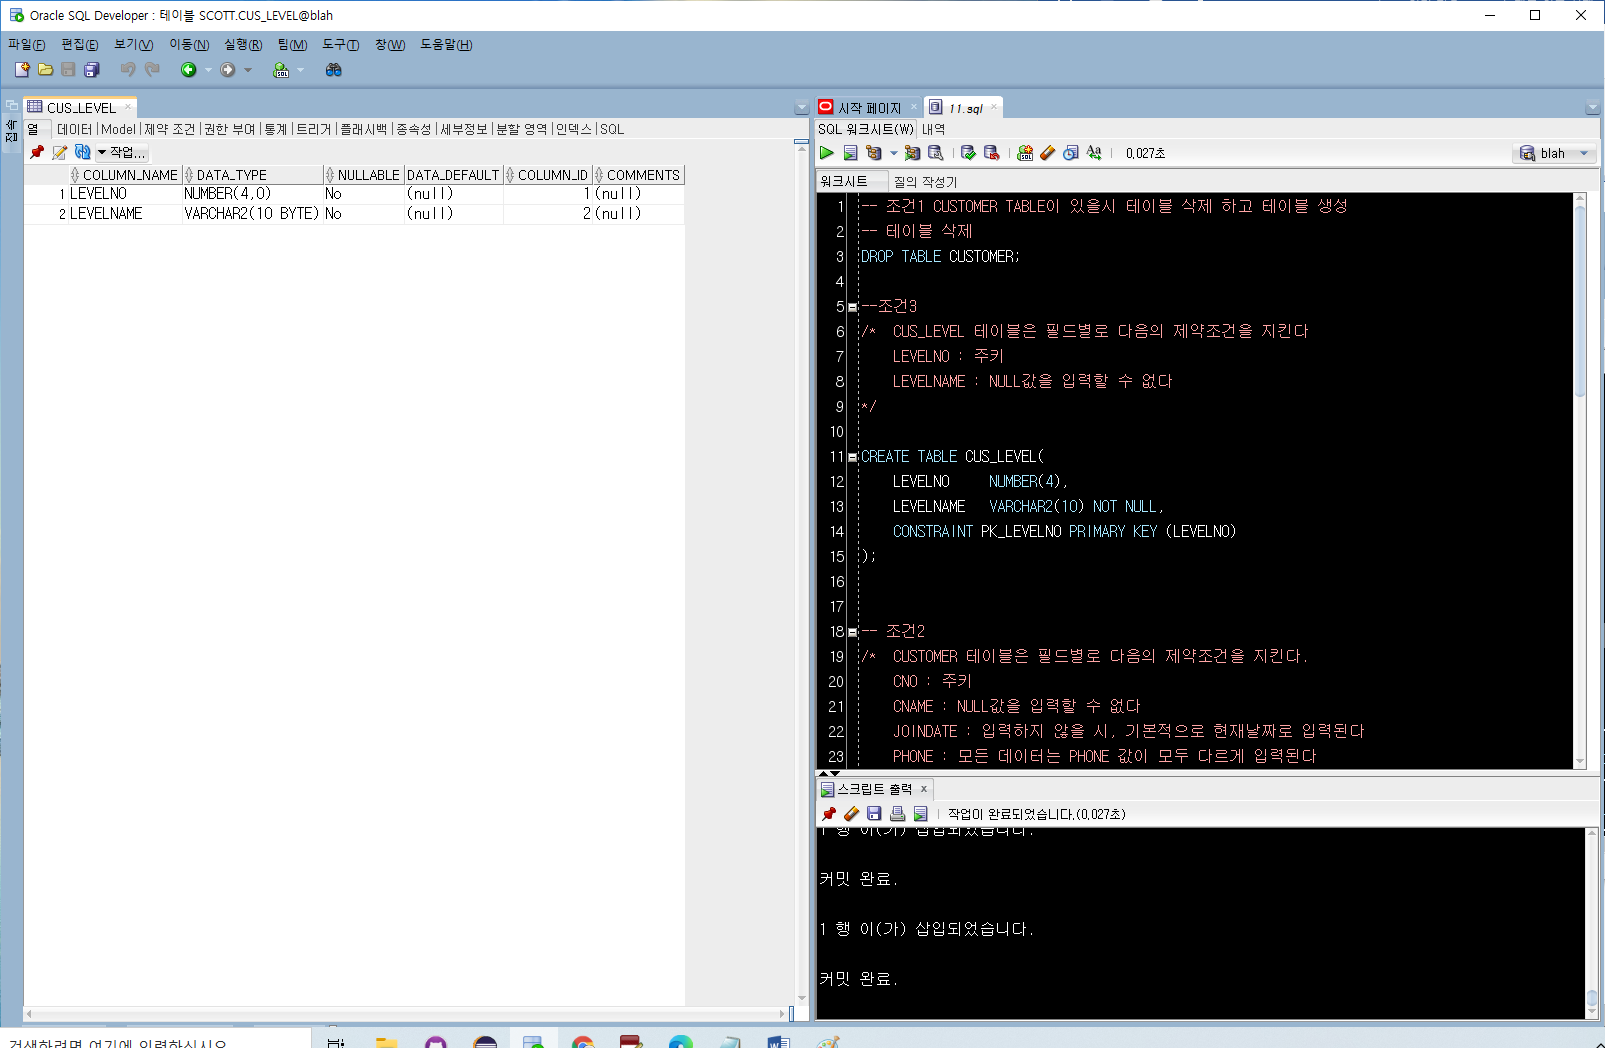 Oracle SQL Developer : 테이블 SCOTT.CUS_LEVEL@blah
파일(F) 편집(E) 보기(V) 이동(N) 실행(R) 팀(M) 도구(T) 창(W) 도움말(H)
CUS_LEVEL
열 데이터 Model 제약 조건 권한 부여 통계 트리거 플래시백 종속성 세부정보 분할 영역 인덱스 SQL
작업...
COLUMN_NAME DATA_TYPE NULLABLE DATA_DEFAULT COLUMN_ID COMMENTS
1 LEVELNO NUMBER(4,0) No (null) 1 (null)
2 LEVELNAME VARCHAR2(10 BYTE) No (null) 2 (null)
시작 페이지 11.sql
SQL 워크시트(W) 내역
0.027초
blah
워크시트 질의 작성기
1 -- 조건1 CUSTOMER TABLE이 있을시 테이블 삭제 하고 테이블 생성
2 -- 테이블 삭제
3 DROP TABLE CUSTOMER;
4
5 --조건3
6 /* CUS_LEVEL 테이블은 필드별로 다음의 제약조건을 지킨다
7 LEVELNO : 주키
8 LEVELNAME : NULL값을 입력할 수 없다
9 */
10
11 CREATE TABLE CUS_LEVEL(
12 LEVELNO NUMBER(4),
13 LEVELNAME VARCHAR2(10) NOT NULL,
14 CONSTRAINT PK_LEVELNO PRIMARY KEY (LEVELNO)
15 );
16
17
18 -- 조건2
19 /* CUSTOMER 테이블은 필드별로 다음의 제약조건을 지킨다.
20 CNO : 주키
21 CNAME : NULL값을 입력할 수 없다
22 JOINDATE : 입력하지 않을 시, 기본적으로 현재날짜로 입력된다
23 PHONE : 모든 데이터는 PHONE 값이 모두 다르게 입력된다
스크립트 출력
작업이 완료되었습니다.(0.027초)
1 행 이(가) 삽입되었습니다.
커밋 완료.
1 행 이(가) 삽입되었습니다.
커밋 완료.
검색하려면 여기에 입력하십시오